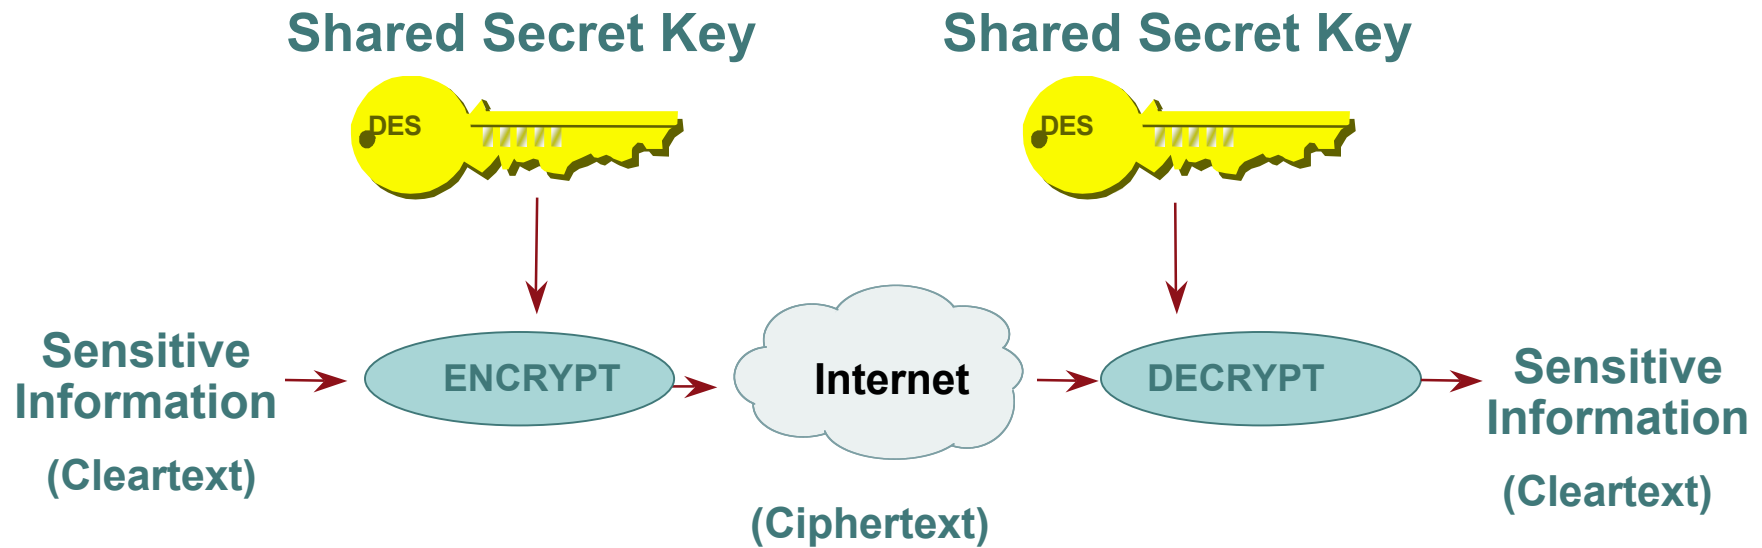 Shared Secret Key
Shared Secret Key
DES
DES
Sensitive
Information
(Cleartext)
ENCRYPT
Internet
(Ciphertext)
DECRYPT
Sensitive
Information
(Cleartext)